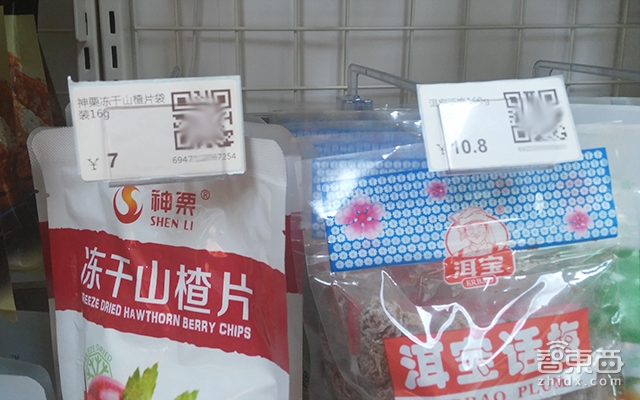 神栗冻干山楂片袋
装16g
¥ 7
6947 7254
神栗®
SHEN LI
冻干山楂片
FREEZE DRIED HAWTHORN BERRY CHIPS
160g
¥10.8
洱宝
洱宝话梅
智東西
zhidx.com